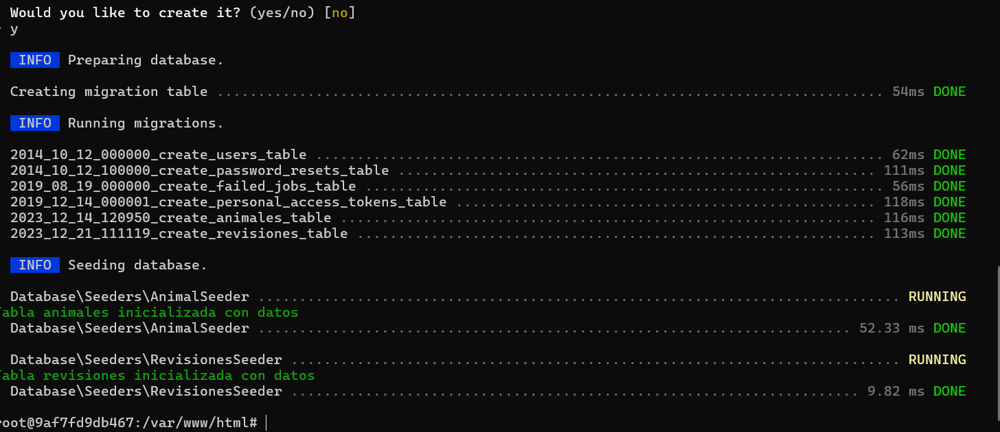 Would you like to create it? (yes/no) [no]
y
INFO Preparing database.
Creating migration table ................................................................................. 54ms DONE
INFO Running migrations.
2014_10_12_000000_create_users_table ..................................................................... 62ms DONE
2014_10_12_100000_create_password_resets_table .......................................................... 111ms DONE
2019_08_19_000000_create_failed_jobs_table ............................................................... 56ms DONE
2019_12_14_000001_create_personal_access_tokens_table ................................................... 118ms DONE
2023_12_14_120950_create_animales_table ................................................................. 116ms DONE
2023_12_21_111119_create_revisiones_table ............................................................... 113ms DONE
INFO Seeding database.
Database\Seeders\AnimalSeeder .............................................................................. RUNNING
Tabla animales inicializada con datos
Database\Seeders\AnimalSeeder ........................................................................ 52.33 ms DONE
Database\Seeders\RevisionesSeeder .......................................................................... RUNNING
Tabla revisiones inicializada con datos
Database\Seeders\RevisionesSeeder ..................................................................... 9.82 ms DONE
root@9af7fd9db467:/var/www/html#